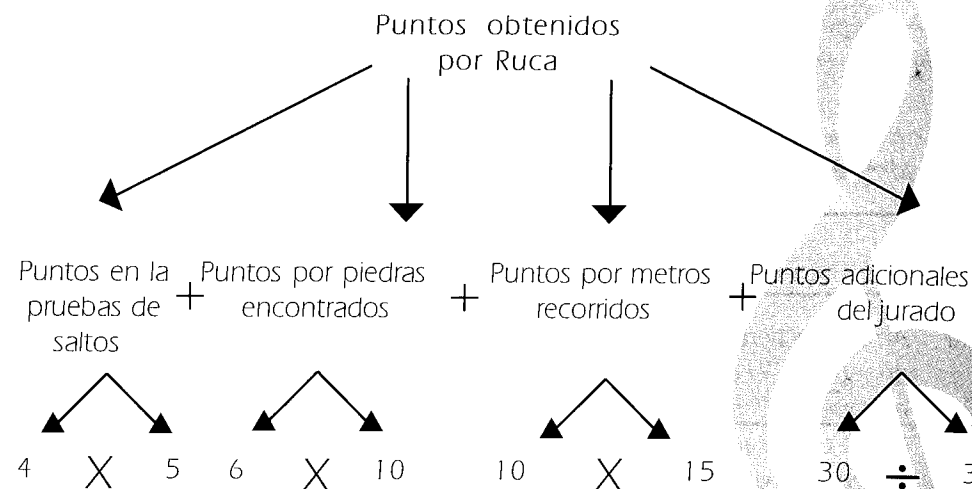 Puntos obtenidos
por Ruca
Puntos en la
pruebas de
saltos
+
Puntos por piedras
encontrados
+
Puntos por metros
recorridos
+
Puntos adicionales
del jurado
4 X 5 6 X 10 10 X 15 30 ÷ 3